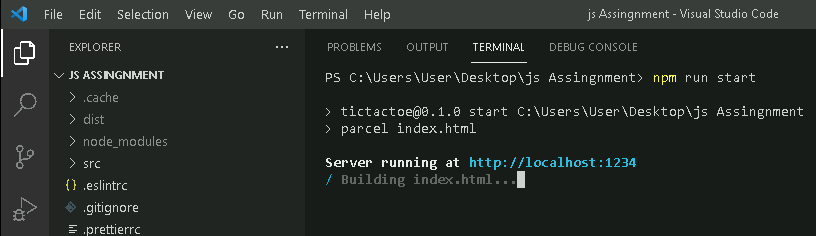 File Edit Selection View Go Run Terminal Help js Assingnment - Visual Studio Code
EXPLORER ...
JS ASSINGNMENT
.cache
dist
node_modules
src
{} .eslintrc
.gitignore
.prettierrc
PROBLEMS OUTPUT TERMINAL DEBUG CONSOLE
PS C:\Users\User\Desktop\js Assingnment> npm run start
> tictactoe@0.1.0 start C:\Users\User\Desktop\js Assingnment
> parcel index.html
Server running at http://localhost:1234
/ Building index.html...